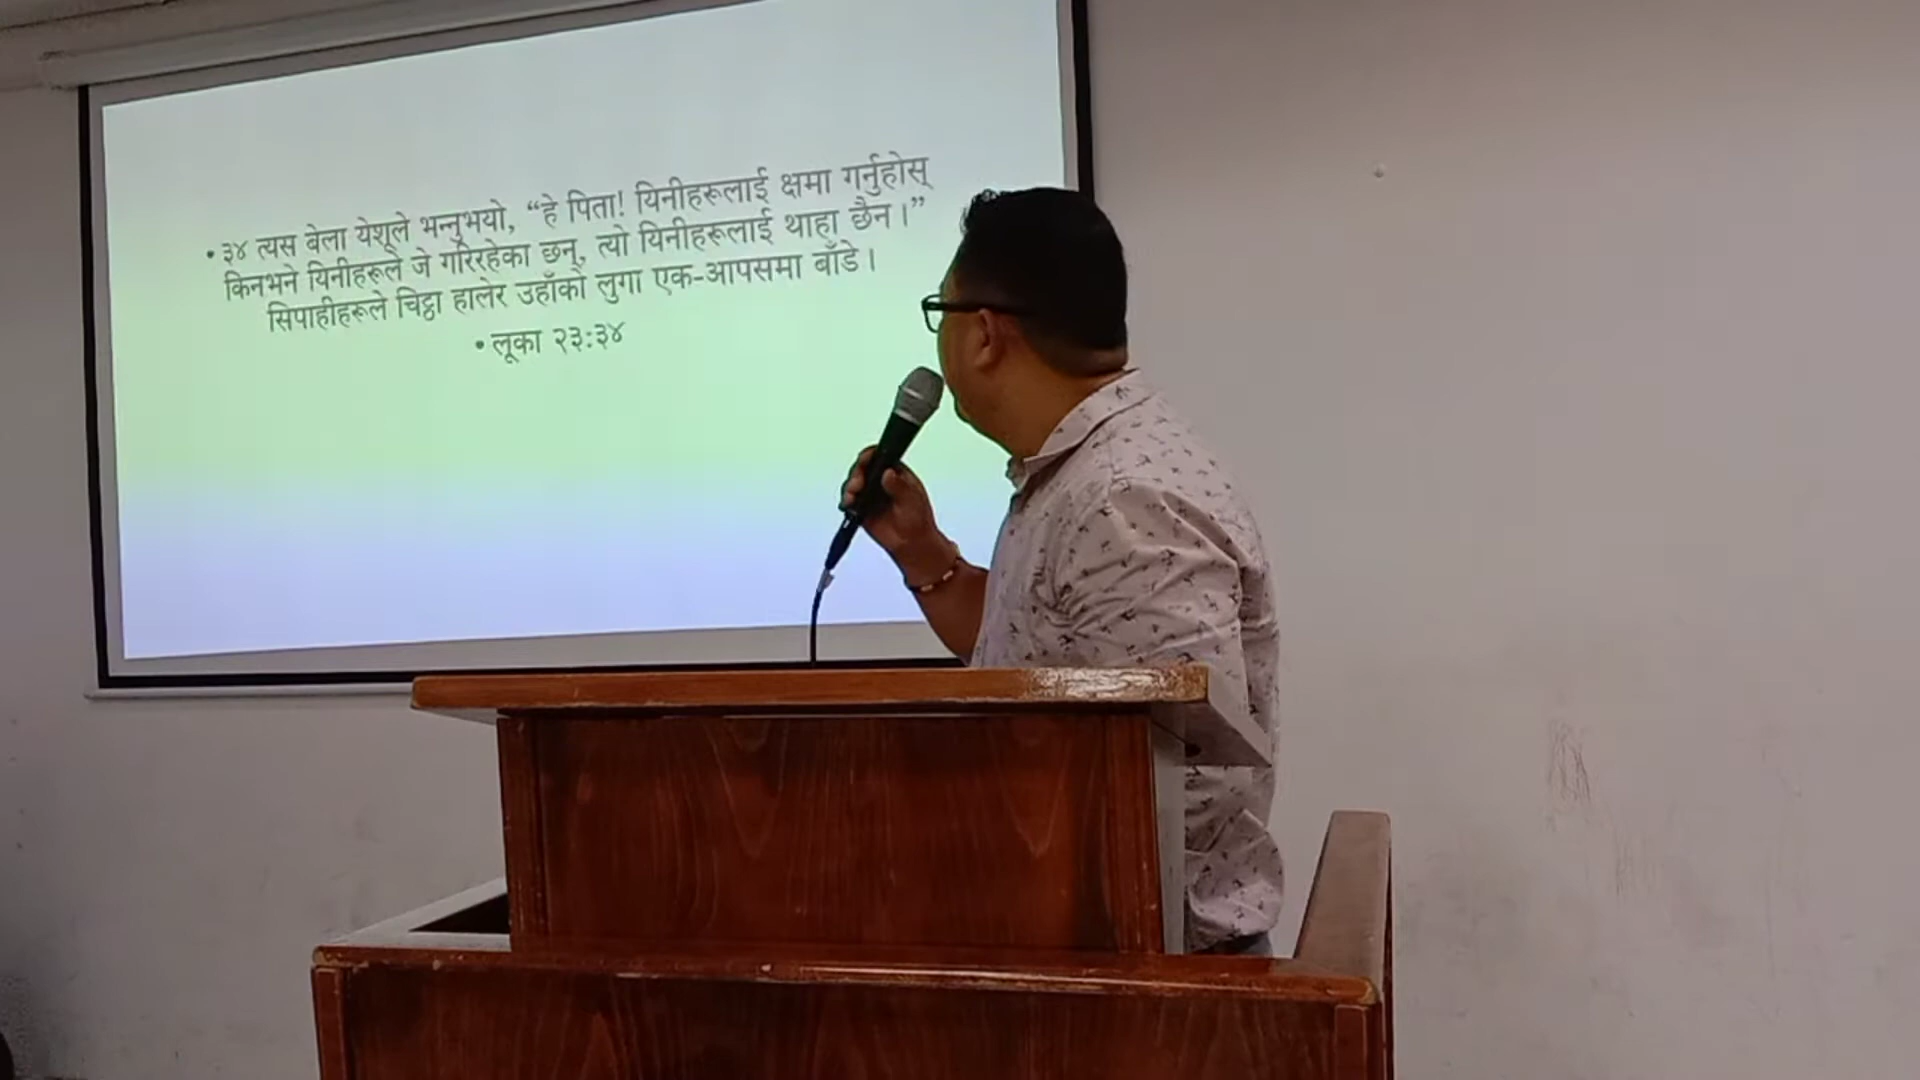 • ३४ त्यस बेला येशूले भन्नुभयो, “हे पिता! यिनीहरूलाई क्षमा गर्नुहोस्
किनभने यिनीहरूले जे गरिरहेका छन्, त्यो यिनीहरूलाई थाहा छैन।”
सिपाहीहरूले चिट्ठा हालेर उहाँको लुगा एक-आपसमा बाँडे।
• लूका २३:३४